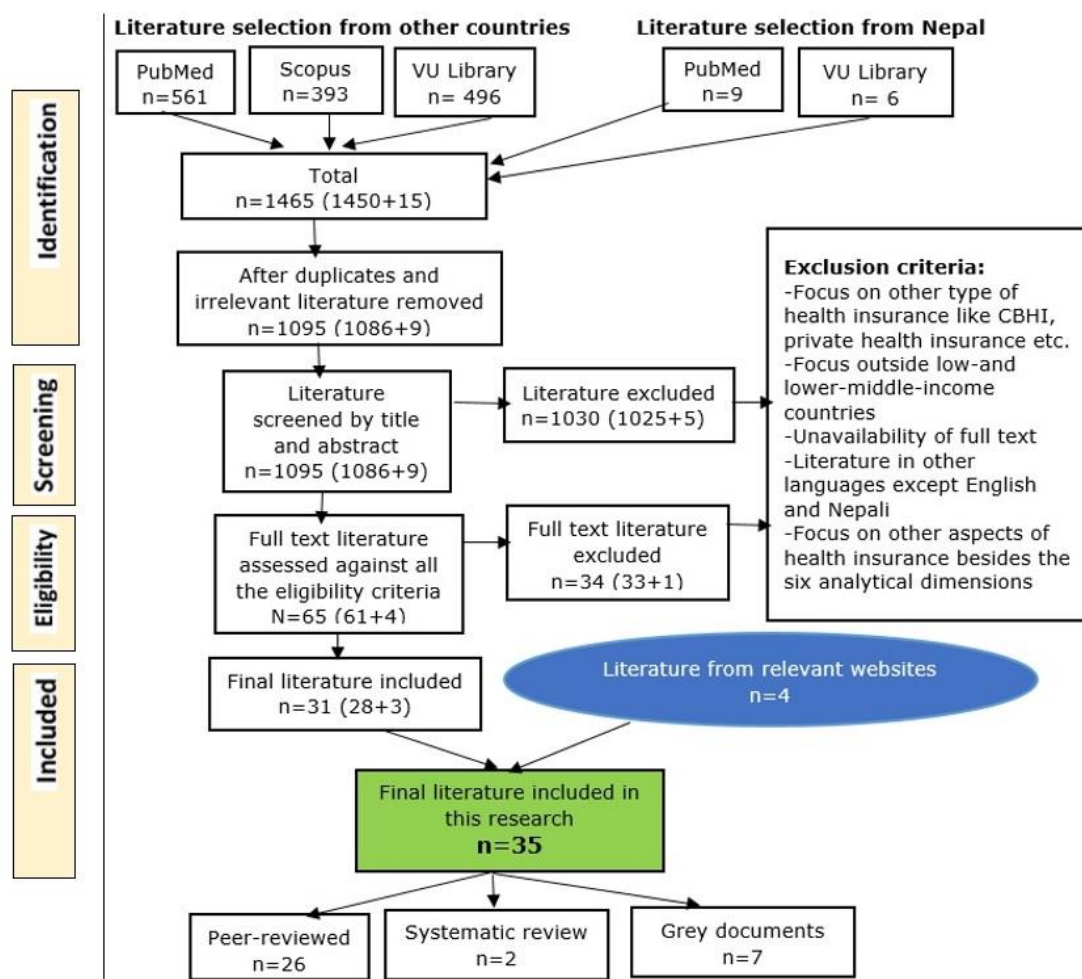 Literature selection from other countries
Literature selection from Nepal
PubMed
n=561
Scopus
n=393
VU Library
n= 496
PubMed
n=9
VU Library
n= 6
Identification
Total
n=1465 (1450+15)
After duplicates and
irrelevant literature removed
n=1095 (1086+9)
Screening
Literature
screened by title
and abstract
n=1095 (1086+9)
Literature excluded
n=1030 (1025+5)
Exclusion criteria:
-Focus on other type of
health insurance like CBHI,
private health insurance etc.
-Focus outside low-and
lower-middle-income
countries
-Unavailability of full text
-Literature in other
languages except English
and Nepali
-Focus on other aspects of
health insurance besides the
six analytical dimensions
Eligibility
Full text literature
assessed against all
the eligibility criteria
N=65 (61+4)
Full text literature
excluded
n=34 (33+1)
Included
Final literature included
n=31 (28+3)
Literature from relevant websites
n=4
Final literature included in
this research
n=35
Peer-reviewed
n=26
Systematic review
n=2
Grey documents
n=7